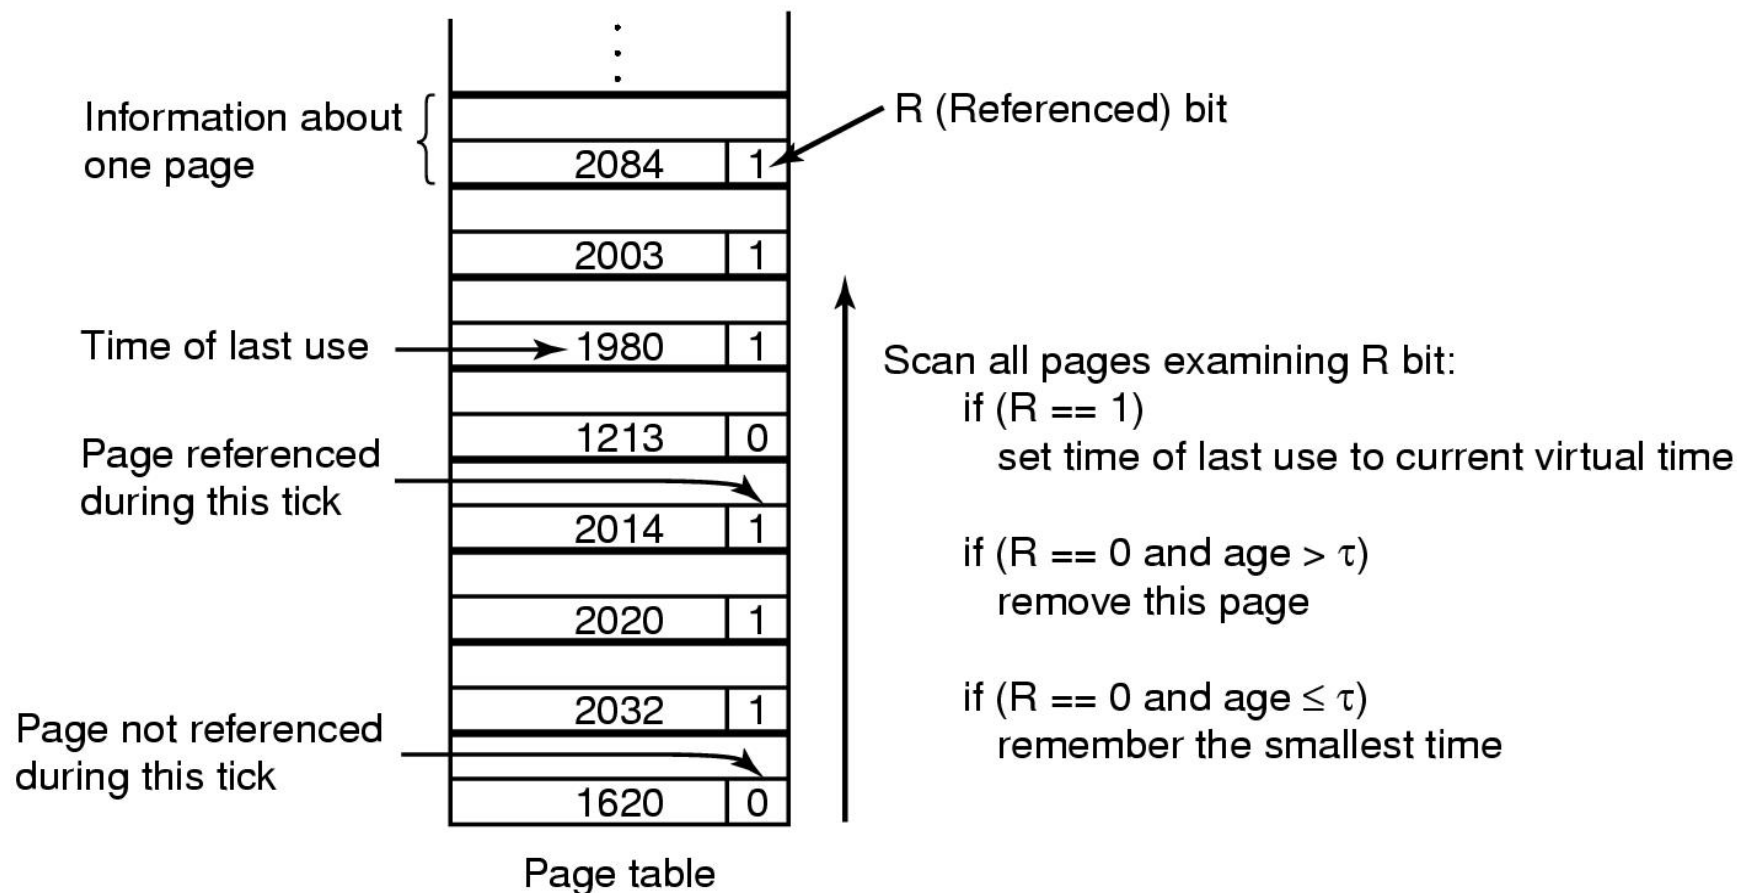 Information about
one page
R (Referenced) bit
2084 1
2003 1
Time of last use
1980 1
Scan all pages examining R bit:
if (R == 1)
set time of last use to current virtual time
1213 0
Page referenced
during this tick
2014 1
if (R == 0 and age > τ)
remove this page
2020 1
if (R == 0 and age ≤ τ)
remember the smallest time
2032 1
Page not referenced
during this tick
1620 0
Page table